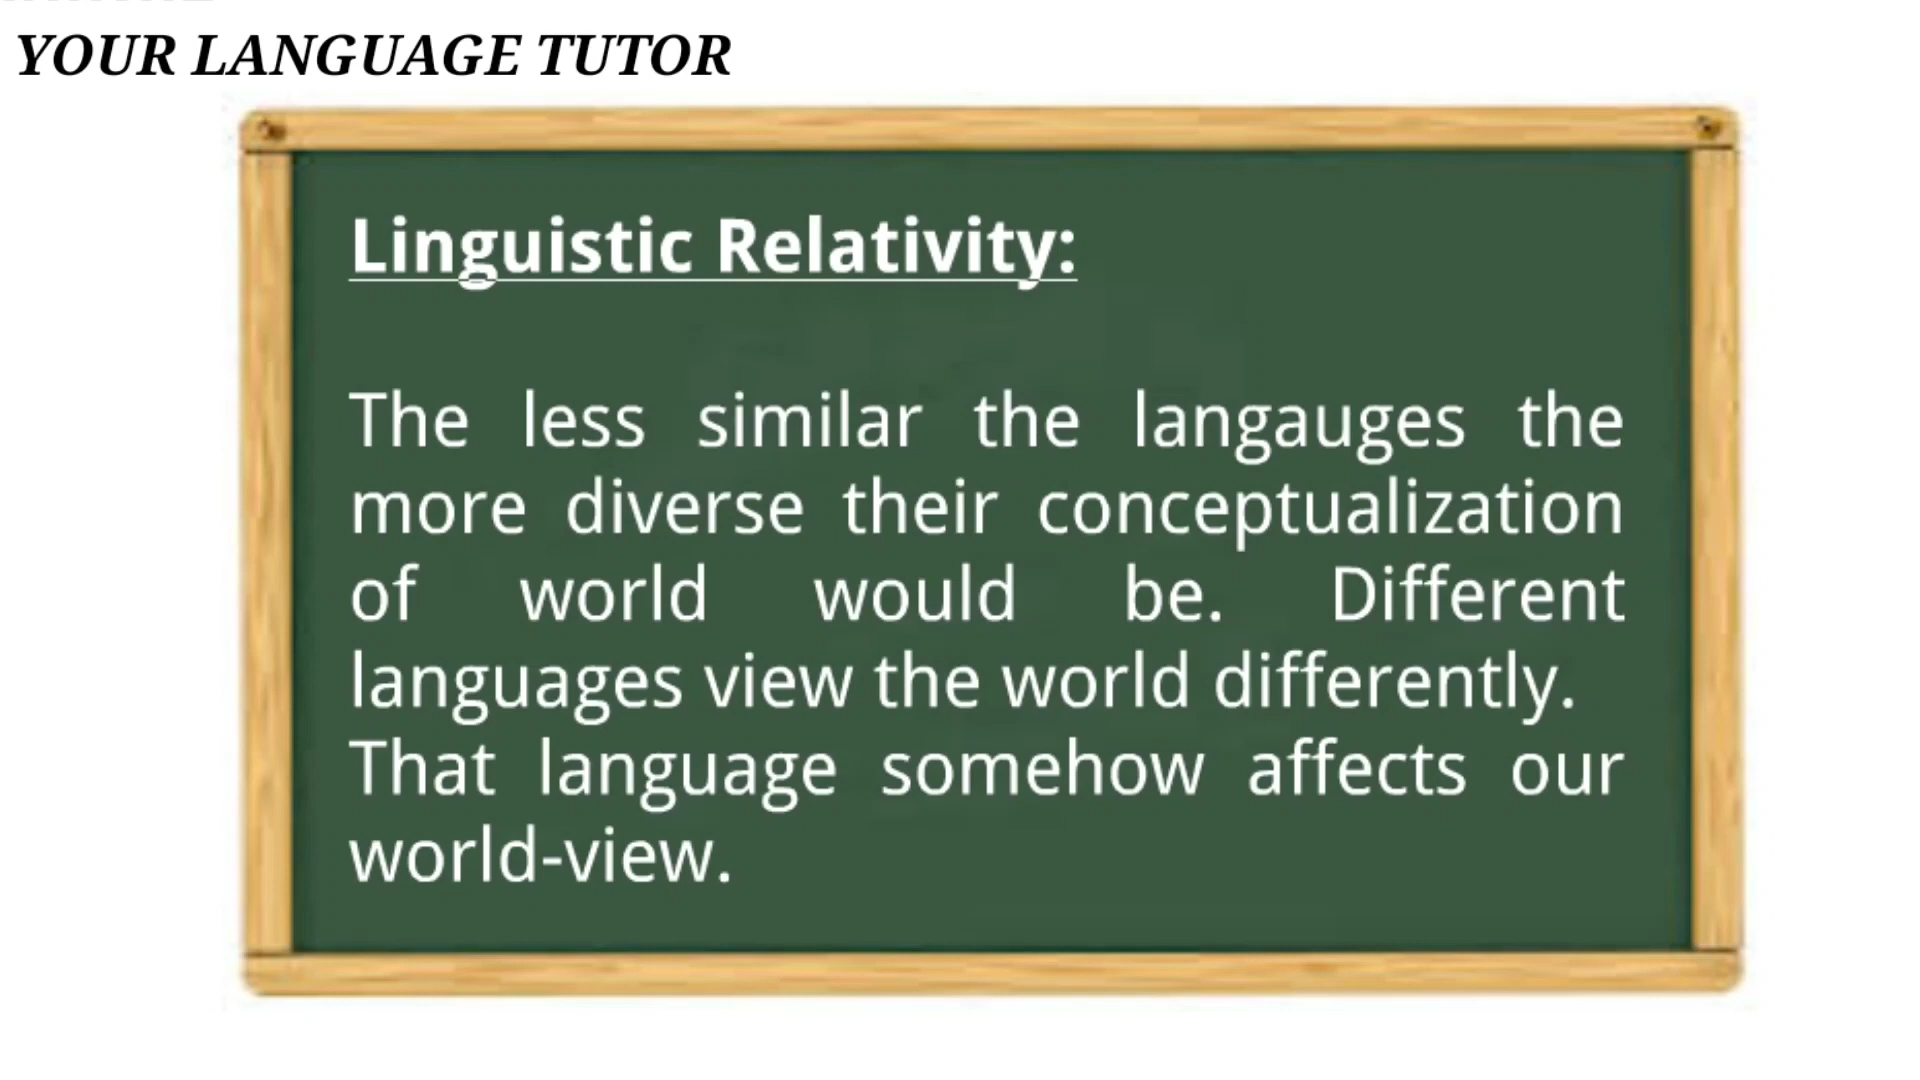 YOUR LANGUAGE TUTOR
Linguistic Relativity:
The less similar the langauges the
more diverse their conceptualization
of world would be. Different
languages view the world differently.
That language somehow affects our
world-view.